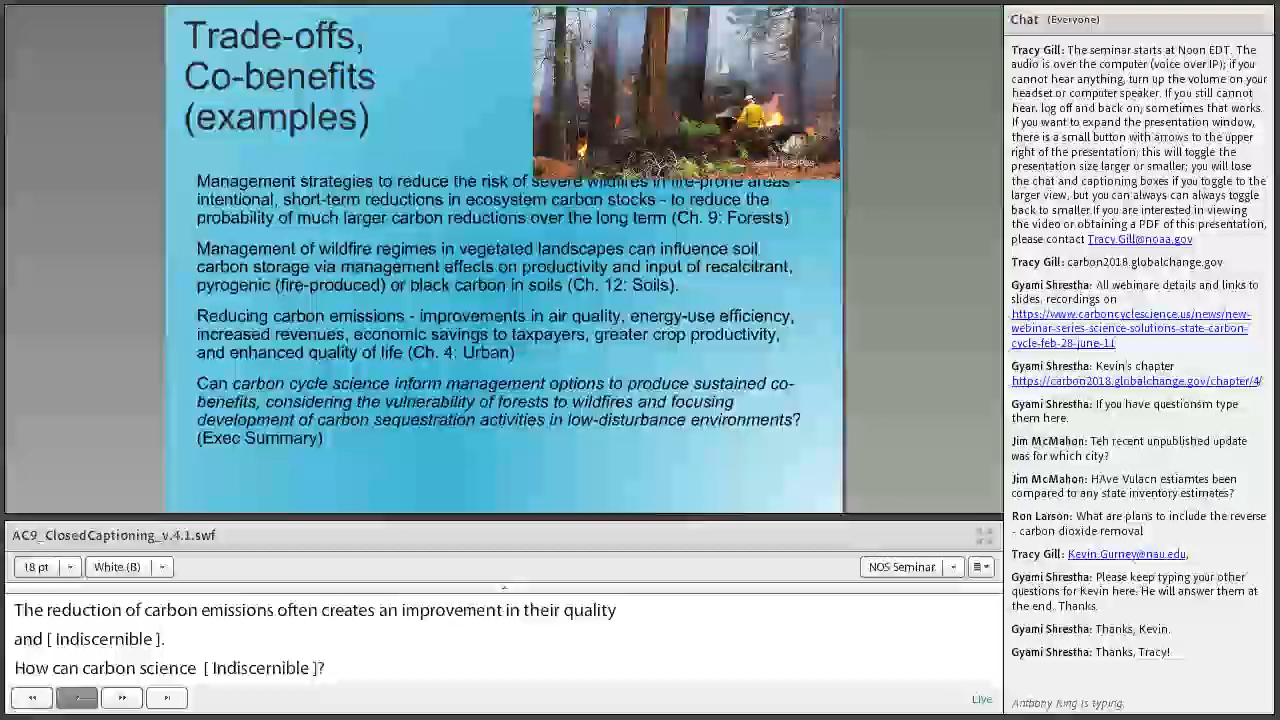 Trade-offs,
Co-benefits
(examples)
Management strategies to reduce the risk of severe wildfires in fire-prone areas -
intentional, short-term reductions in ecosystem carbon stocks - to reduce the
probability of much larger carbon reductions over the long term (Ch. 9: Forests)
Management of wildfire regimes in vegetated landscapes can influence soil
carbon storage via management effects on productivity and input of recalcitrant,
pyrogenic (fire-produced) or black carbon in soils (Ch. 12: Soils).
Reducing carbon emissions - improvements in air quality, energy-use efficiency,
increased revenues, economic savings to taxpayers, greater crop productivity,
and enhanced quality of life (Ch. 4: Urban)
Can carbon cycle science inform management options to produce sustained co-
benefits, considering the vulnerability of forests to wildfires and focusing
development of carbon sequestration activities in low-disturbance environments?
(Exec Summary)
AC9_ClosedCaptioning_v.4.1.swf
18 pt
White (B)
NOS Seminar
The reduction of carbon emissions often creates an improvement in their quality
and [ Indiscernible ].
How can carbon science [ Indiscernible ]?
Live
Chat (Everyone)
Tracy Gill: The seminar starts at Noon EDT. The
audio is over the computer (voice over IP); if you
cannot hear anything, turn up the volume on your
headset or computer speaker. If you still cannot
hear, log off and back on; sometimes that works.
If you want to expand the presentation window,
there is a small button with arrows to the upper
right of the presentation; this will toggle the
presentation size larger or smaller; you will lose
the chat and captioning boxes if you toggle to the
larger view, but you can always can always toggle
back to smaller.If you are interested in viewing
the video or obtaining a PDF of this presentation,
please contact Tracy.Gill@noaa.gov
Tracy Gill: carbon2018.globalchange.gov
Gyami Shrestha: All webinare details and links to
slides, recordings on
https://www.carboncyclescience.us/news/new-
webinar-series-science-solutions-state-carbon-
cycle-feb-28-june-11
Gyami Shrestha: Kevin's chapter
https://carbon2018.globalchange.gov/chapter/4/
Gyami Shrestha: If you have questionsm type
them here.
Jim McMahon: Teh recent unpublished update
was for which city?
Jim McMahon: HAve Vulacn estiamtes been
compared to any state inventory estimates?
Ron Larson: What are plans to include the reverse
- carbon dioxide removal
Tracy Gill: Kevin.Gurney@nau.edu,
Gyami Shrestha: Please keep typing your other
questions for Kevin here. He will answer them at
the end. Thanks.
Gyami Shrestha: Thanks, Kevin.
Gyami Shrestha: Thanks, Tracy!
Anthony King is typing.